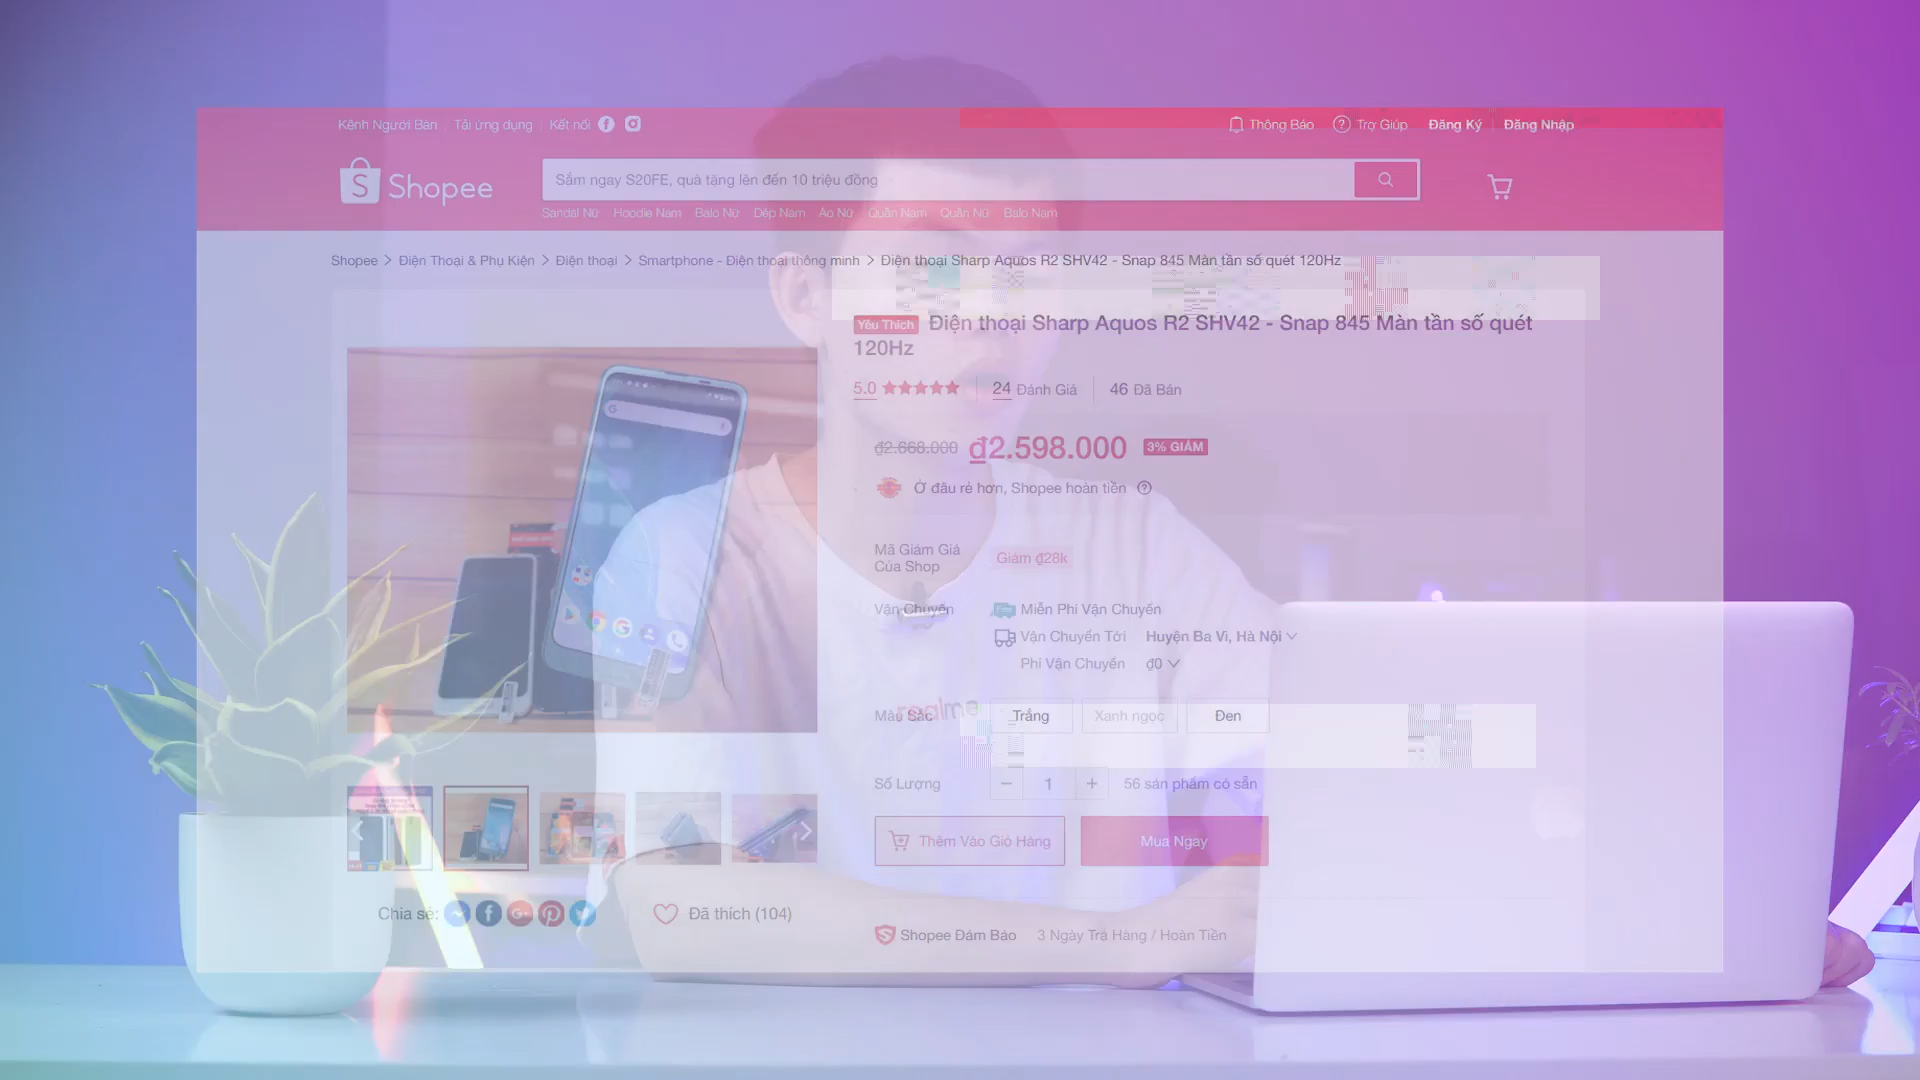 Kênh Người Bán Tải ứng dụng Kết nối
Thông Báo Trợ Giúp Đăng Ký Đăng Nhập
Shopee
Sắm ngay S20FE, quà tặng lên đến 10 triệu đồng
Sandal Nữ Hoodie Nam Balo Nữ Dép Nam Áo Nữ Quần Nam Quần Nữ Balo Nam
Shopee > Điện Thoại & Phụ Kiện > Điện thoại > Smartphone - Điện thoại thông minh > Điện thoại Sharp Aquos R2 SHV42 - Snap 845 Màn tần số quét 120Hz
Yêu Thích Điện thoại Sharp Aquos R2 SHV42 - Snap 845 Màn tần số quét
120Hz
5.0 24 Đánh Giá 46 Đã Bán
₫2.668.000 ₫2.598.000 3% GIẢM
Ở đâu rẻ hơn, Shopee hoàn tiền
Mã Giảm Giá
Của Shop
Giảm ₫28k
Vận Chuyển Miễn Phí Vận Chuyển
Vận Chuyển Tới Huyện Ba Vì, Hà Nội
Phí Vận Chuyển ₫0
realme
Màu Sắc Trắng Xanh ngọc Đen
Số Lượng − 1 + 56 sản phẩm có sẵn
Thêm Vào Giỏ Hàng Mua Ngay
Chia sẻ: Đã thích (104)
Shopee Đảm Bảo 3 Ngày Trả Hàng / Hoàn Tiền